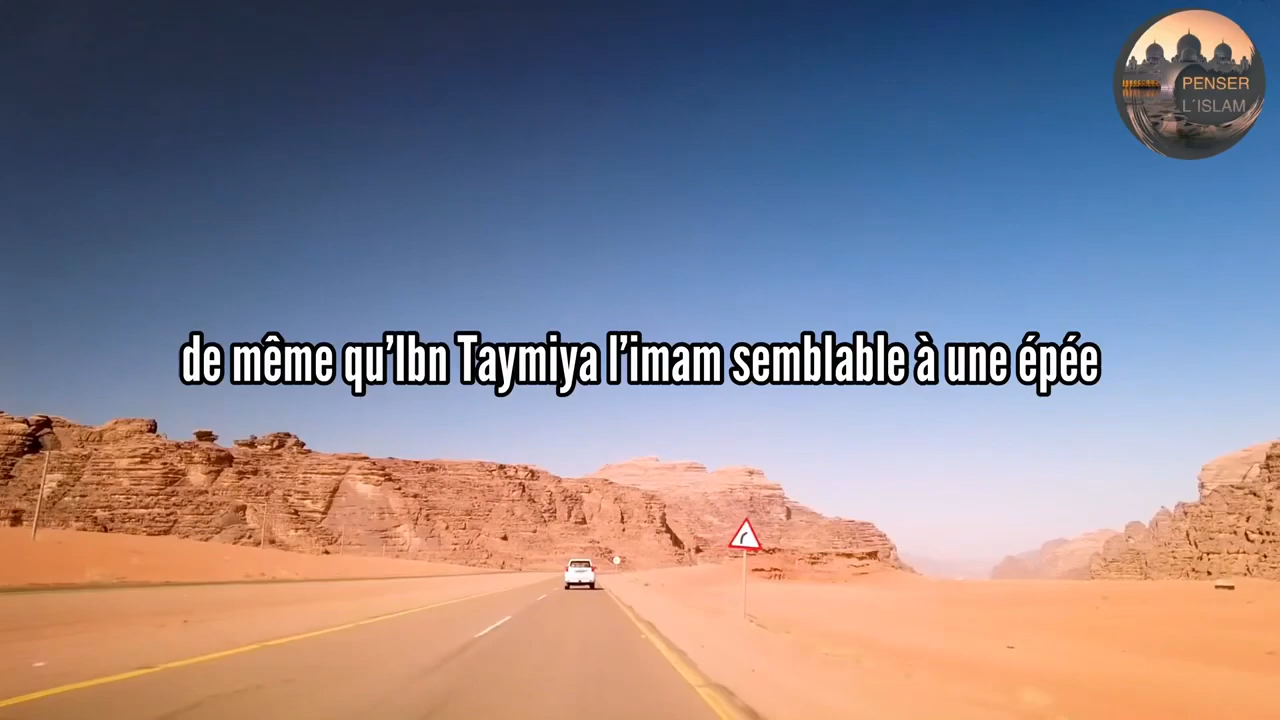 PENSER
L'ISLAM
de même qu’Ibn Taymiya l’imam semblable à une épée